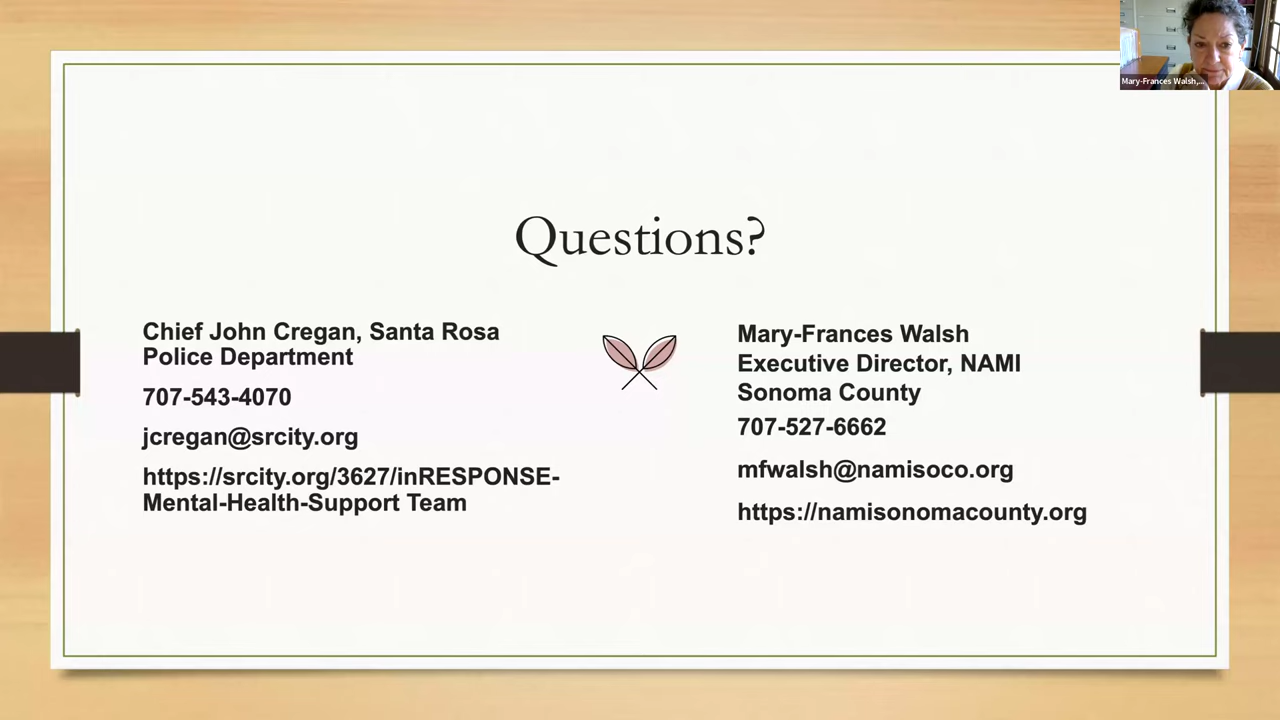 Mary-Frances Walsh,...
Questions?
Chief John Cregan, Santa Rosa
Police Department
707-543-4070
jcregan@srcity.org
https://srcity.org/3627/inRESPONSE-
Mental-Health-Support Team
Mary-Frances Walsh
Executive Director, NAMI
Sonoma County
707-527-6662
mfwalsh@namisoco.org
https://namisonomacounty.org